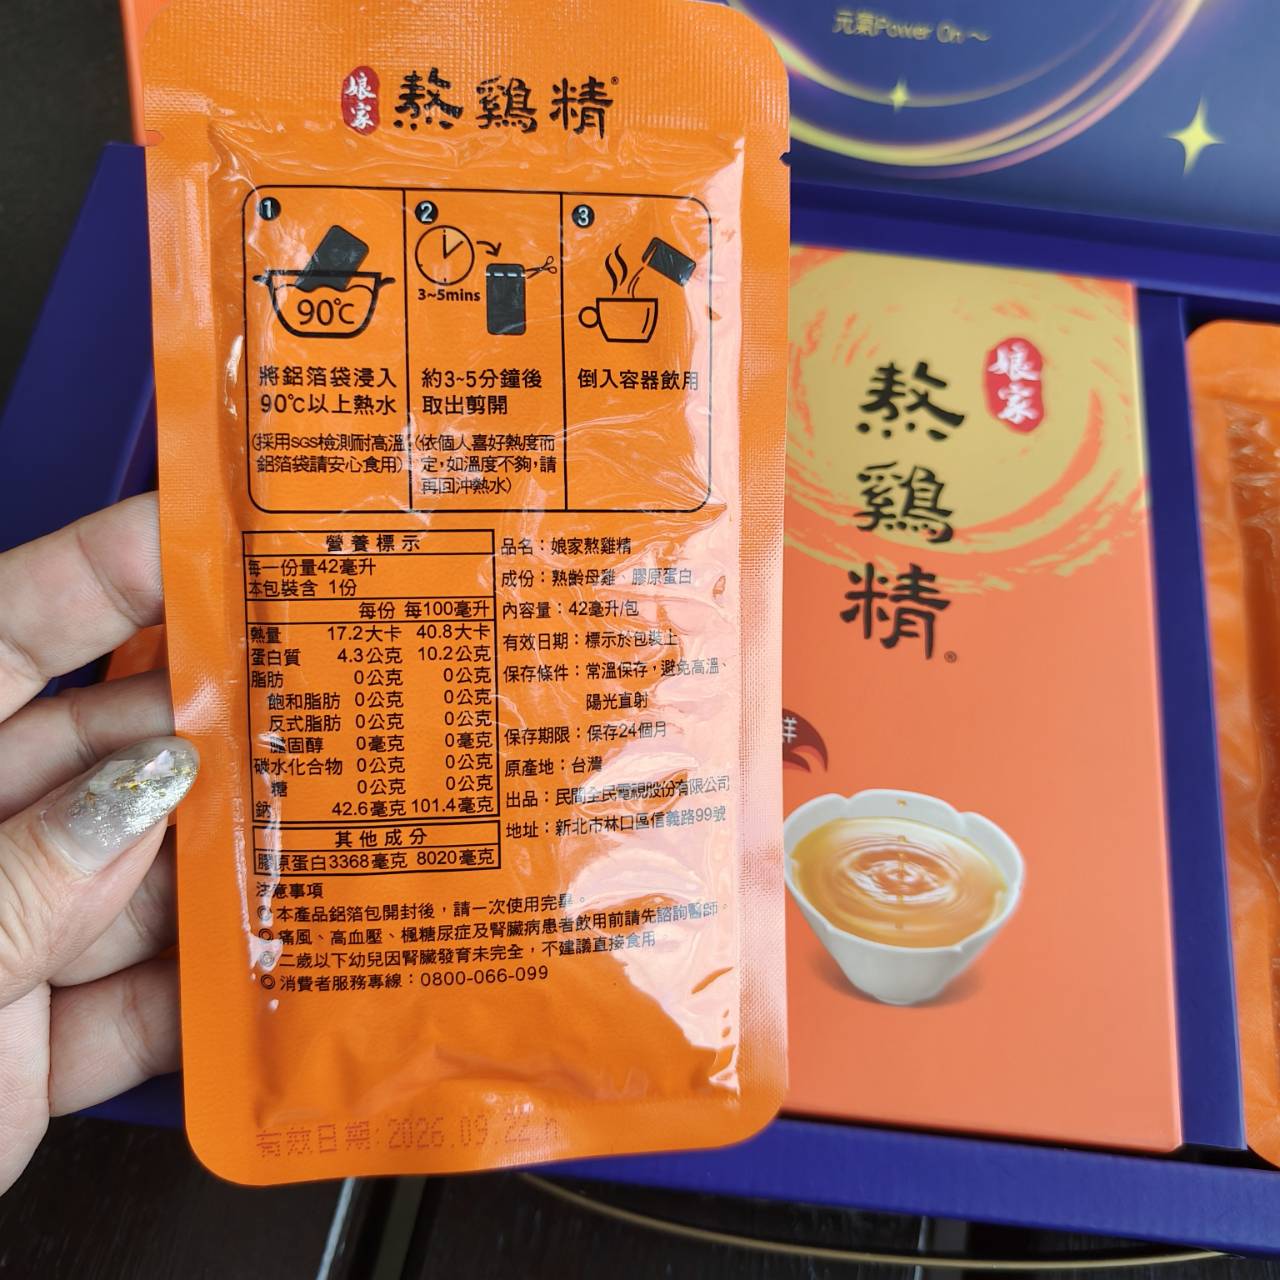 元氣Power On～
娘家 熬鷄精®
1
90℃
將鋁箔袋浸入
90℃以上熱水
(採用SGS檢測耐高溫
鋁箔袋請安心食用)
2
3~5mins
約3~5分鐘後
取出剪開
(依個人喜好熱度而
定，如溫度不夠，請
再回沖熱水)
3
倒入容器飲用
營養標示
每一份量42毫升
本包裝含 1份
每份 每100毫升
熱量 17.2大卡 40.8大卡
蛋白質 4.3公克 10.2公克
脂肪 0公克 0公克
飽和脂肪 0公克 0公克
反式脂肪 0公克 0公克
膽固醇 0毫克 0毫克
碳水化合物 0公克 0公克
糖 0公克 0公克
鈉 42.6毫克 101.4毫克
其他成分
膠原蛋白3368毫克 8020毫克
品名：娘家熬雞精
成份：熟齡母雞、膠原蛋白
內容量：42毫升/包
有效日期：標示於包裝上
保存條件：常溫保存，避免高溫、
陽光直射
保存期限：保存24個月
原產地：台灣
出品：民間全民電視股份有限公司
地址：新北市林口區信義路99號
注意事項
◎本產品鋁箔包開封後，請一次使用完畢。
◎痛風、高血壓、楓糖尿症及腎臟病患者飲用前請先諮詢醫師。
◎二歲以下幼兒因腎臟發育未完全，不建議直接食用
◎消費者服務專線：0800-066-099
有效日期:2026.09.22
娘家
熬鷄精®